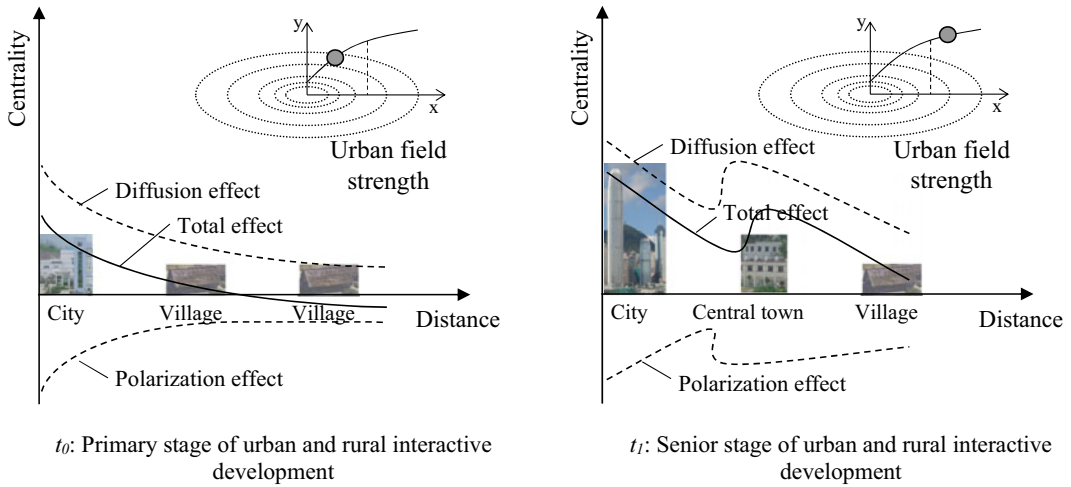 Centrality
y
x
Urban field
strength
Diffusion effect
Total effect
City
Village
Village
Distance
Polarization effect
t0: Primary stage of urban and rural interactive
development
Centrality
y
x
Urban field
strength
Diffusion effect
Total effect
City
Central town
Village
Distance
Polarization effect
t1: Senior stage of urban and rural interactive
development